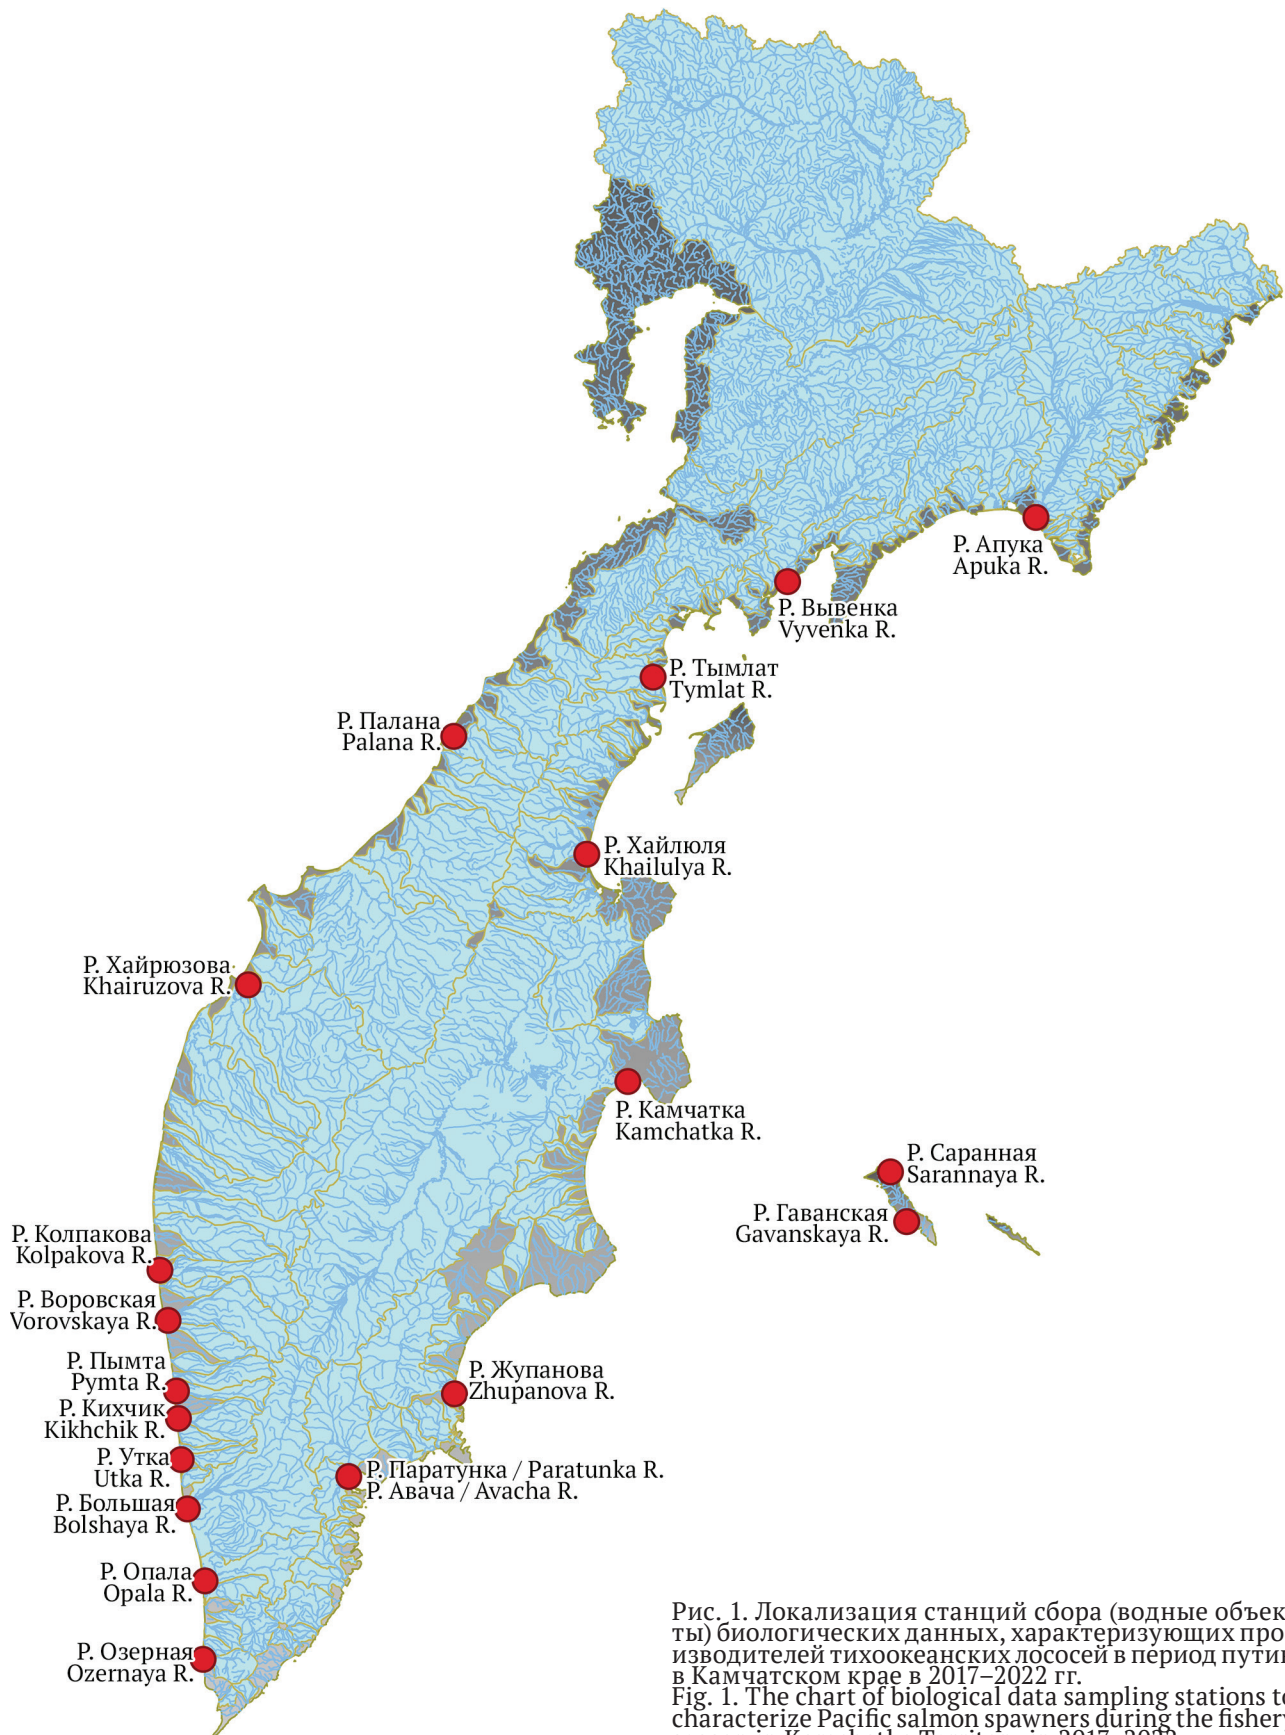 Р. Апука
Apuka R.
Р. Вывенка
Vyvenka R.
Р. Тымлат
Tymlat R.
Р. Палана
Palana R.
Р. Хайлюля
Khailulya R.
Р. Хайрюзова
Khairuzova R.
Р. Камчатка
Kamchatka R.
Р. Саранная
Sarannaya R.
Р. Гаванская
Gavanskaya R.
Р. Колпакова
Kolpakova R.
Р. Воровская
Vorovskaya R.
Р. Пымта
Pymta R.
Р. Кихчик
Kikhchik R.
Р. Жупанова
Zhupanova R.
Р. Утка
Utka R.
Р. Паратунка / Paratunka R.
Р. Авача / Avacha R.
Р. Большая
Bolshaya R.
Р. Опала
Opala R.
Р. Озерная
Ozernaya R.
Рис. 1. Локализация станций сбора (водные объек
ты) биологических данных, характеризующих про
изводителей тихоокеанских лососей в период пути
в Камчатском крае в 2017–2022 гг.
Fig. 1. The chart of biological data sampling stations to
characterize Pacific salmon spawners during the fishery